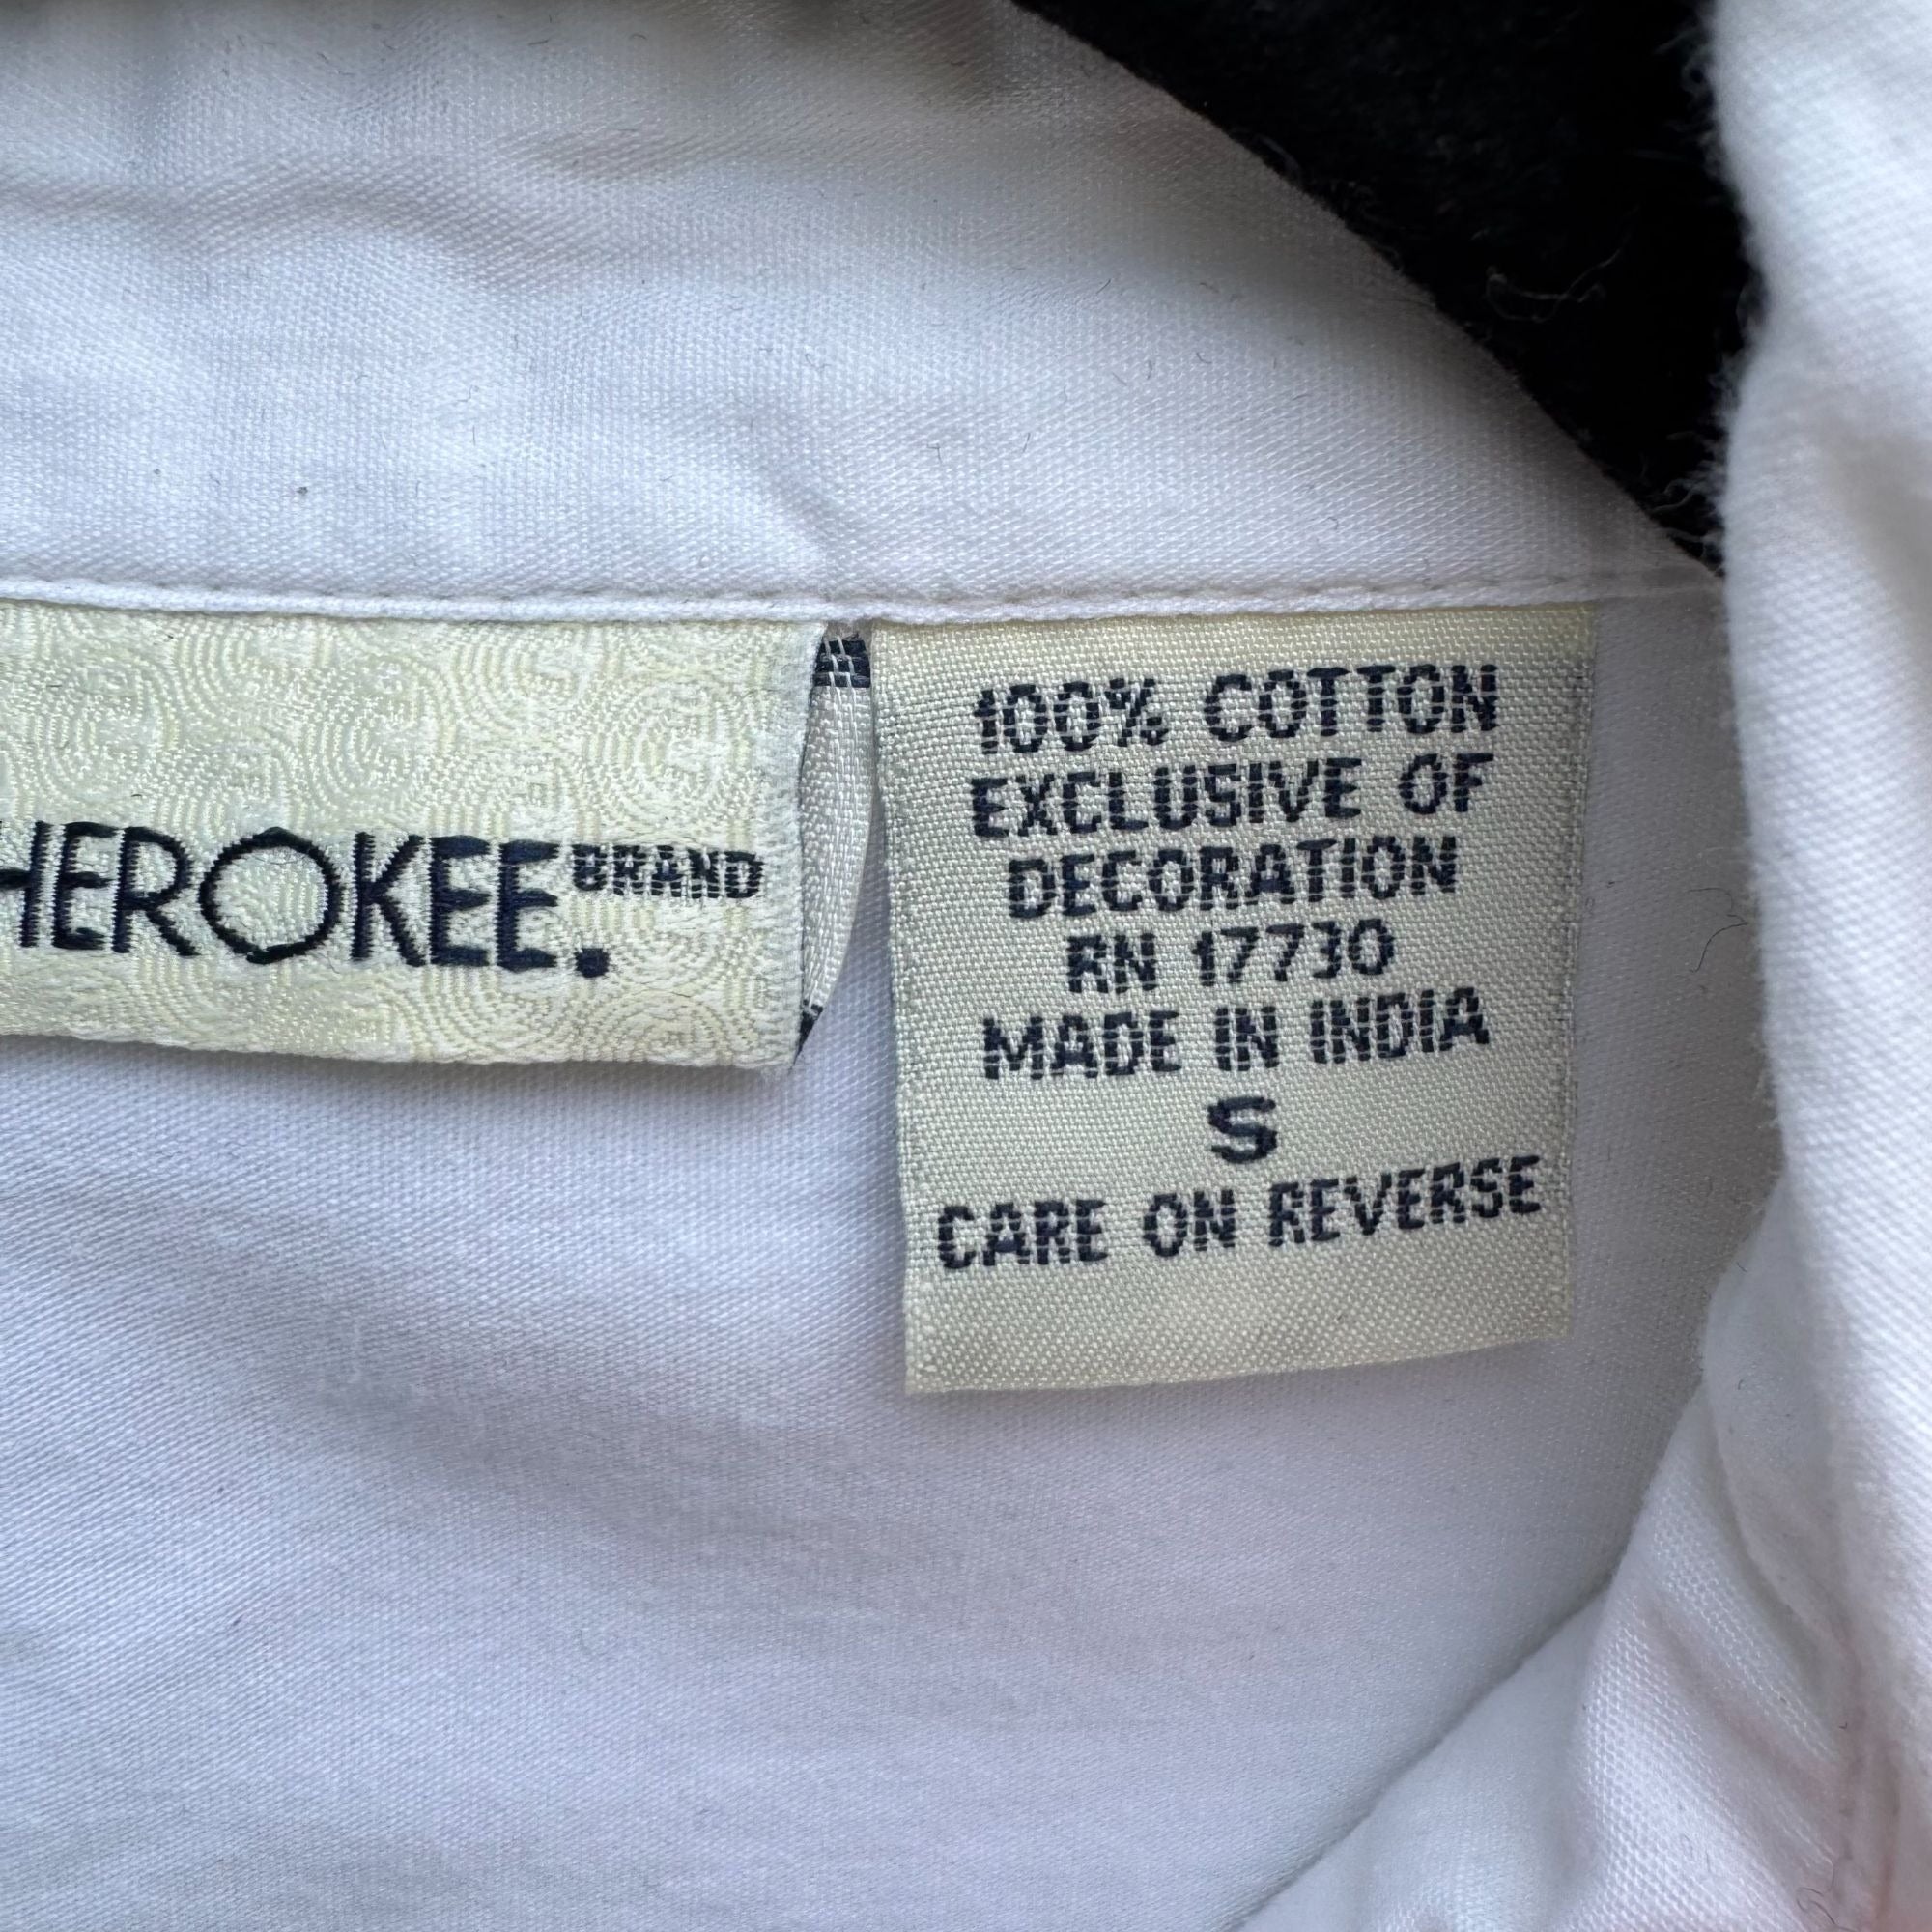 HEROKEE. BRAND
100% COTTON
EXCLUSIVE OF
DECORATION
RN 17730
MADE IN INDIA
S
CARE ON REVERSE